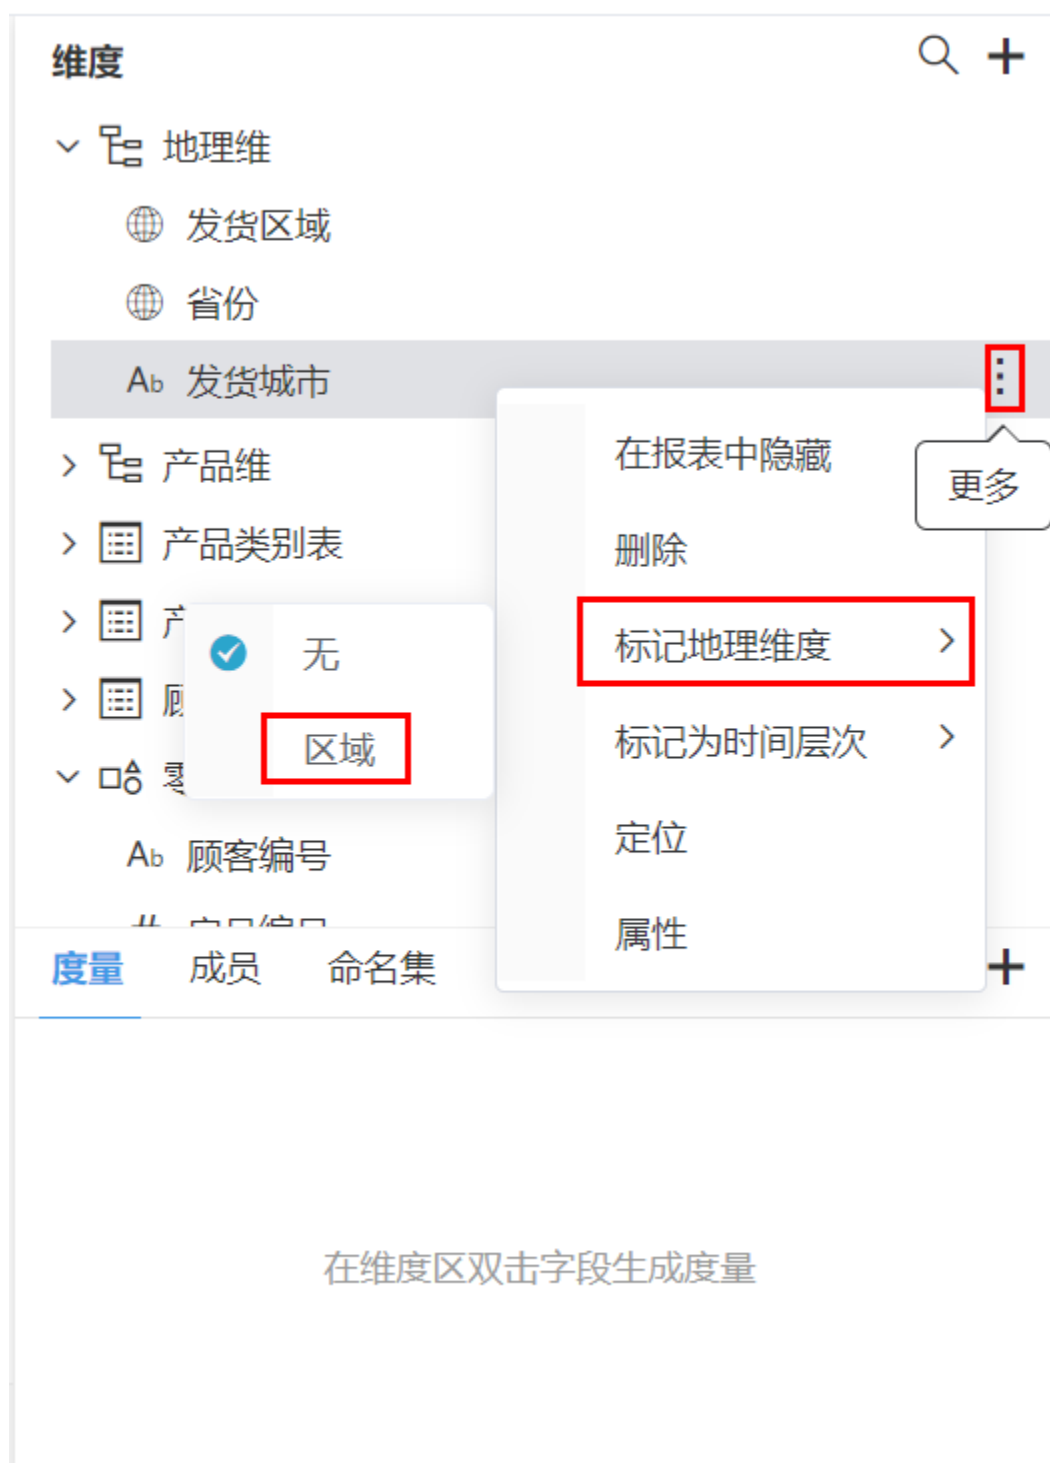 维度
地理维
发货区域
省份
Ab 发货城市
在报表中隐藏
更多
产品维
删除
产品类别表
标记地理维度
产
无
区域
标记为时间层次
定位
Ab 顾客编号
属性
度量 成员 命名集
在维度区双击字段生成度量